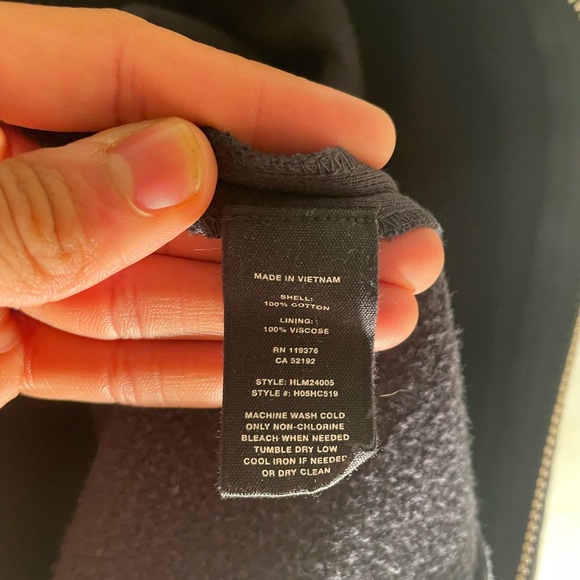 MADE IN VIETNAM
SHELL:
100% COTTON
LINING:
100% VISCOSE
RN 119376
CA 52192
STYLE: HLM24005
STYLE #: H05HC519
MACHINE WASH COLD
ONLY NON-CHLORINE
BLEACH WHEN NEEDED
TUMBLE DRY LOW
COOL IRON IF NEEDED
OR DRY CLEAN